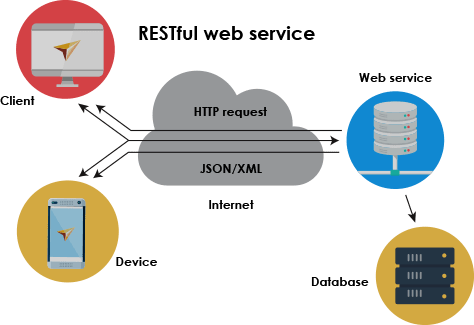 RESTful web service
Client
Web service
HTTP request
JSON/XML
Internet
Device
Database